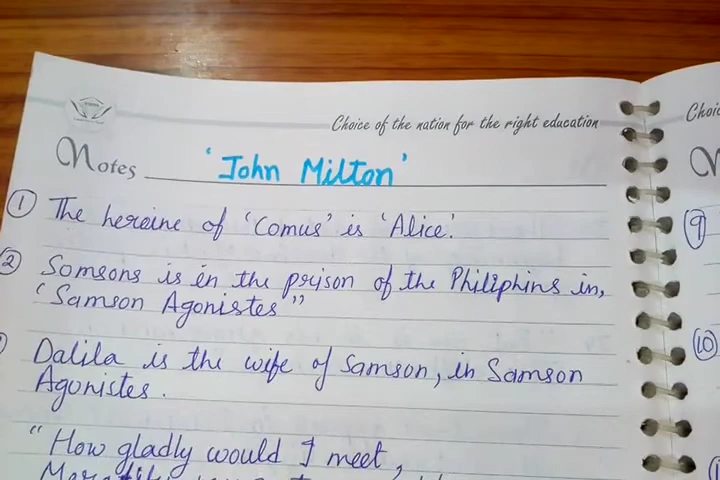 Choice of the nation for the right education
Choic
Notes 'John Milton'
N
① The heroine of 'Comus' is 'Alice'.
② Somsons is in the prison of the Philiphins in,
'Samson Agonistes"
Dalila is the wife of Samson, in Samson
Agonistes.
"How gladly would I meet,
⑨
⑩